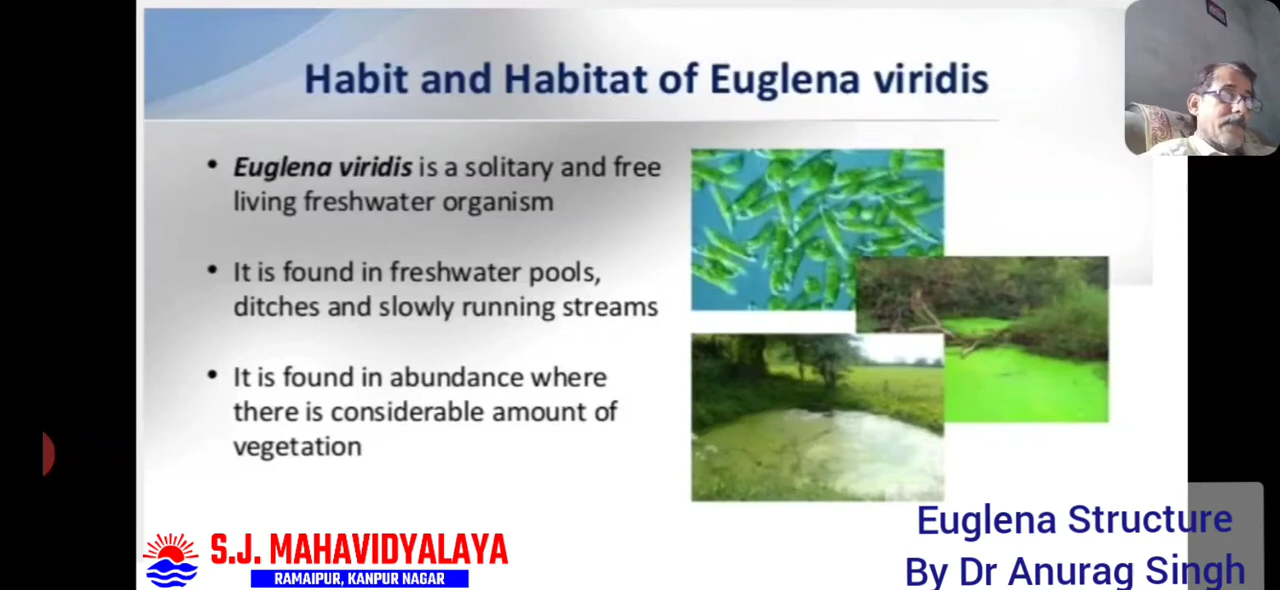 Habit and Habitat of Euglena viridis
• Euglena viridis is a solitary and free
living freshwater organism
• It is found in freshwater pools,
ditches and slowly running streams
• It is found in abundance where
there is considerable amount of
vegetation
S.J. MAHAVIDYALAYA
RAMAIPUR, KANPUR NAGAR
Euglena Structure
By Dr Anurag Singh